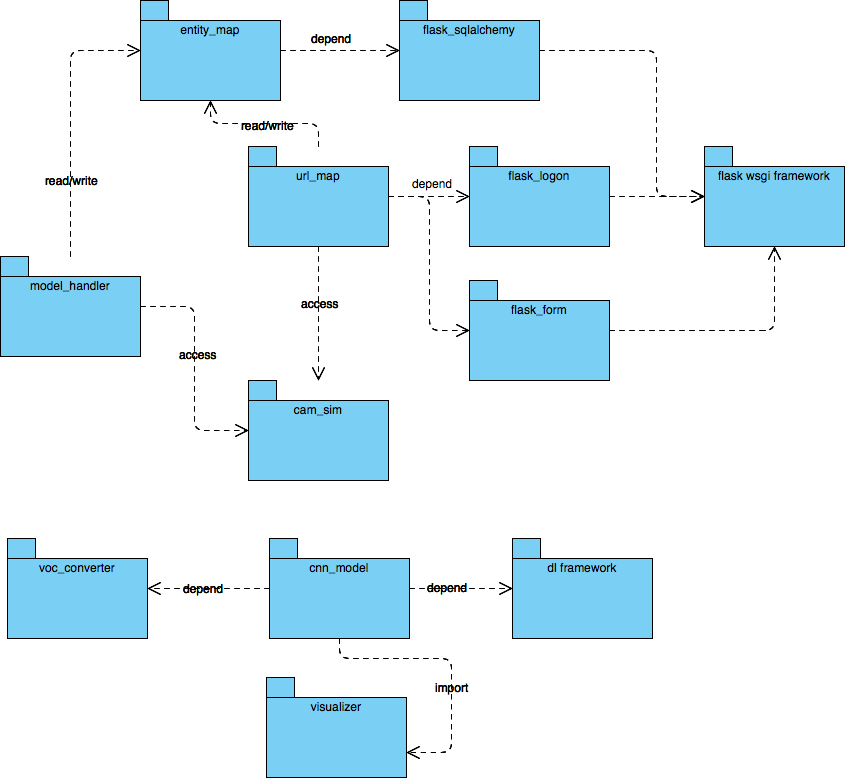 entity_map
depend
flask_sqlalchemy
read/write
url_map
depend
flask_logon
flask wsgi framework
read/write
model_handler
access
flask_form
access
cam_sim
voc_converter
depend
cnn_model
depend
dl framework
import
visualizer